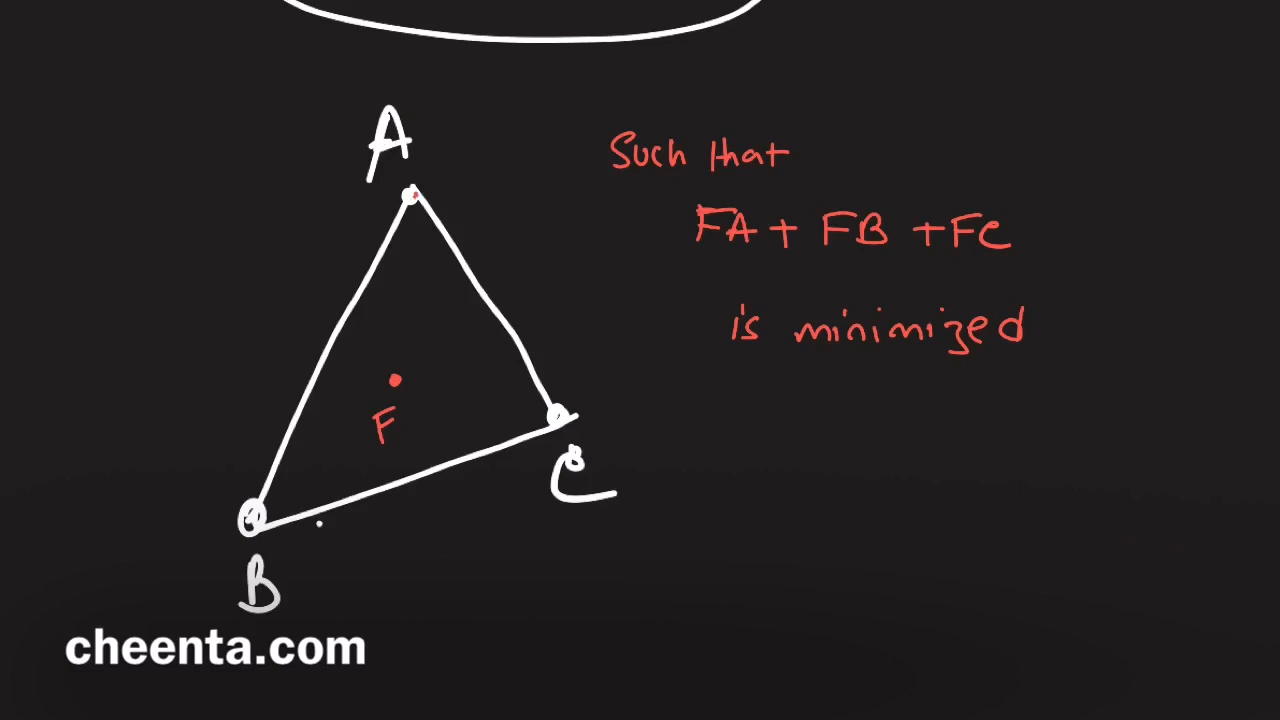 A
Such that
FA + FB + FC
is minimized
F
C
B
cheenta.com